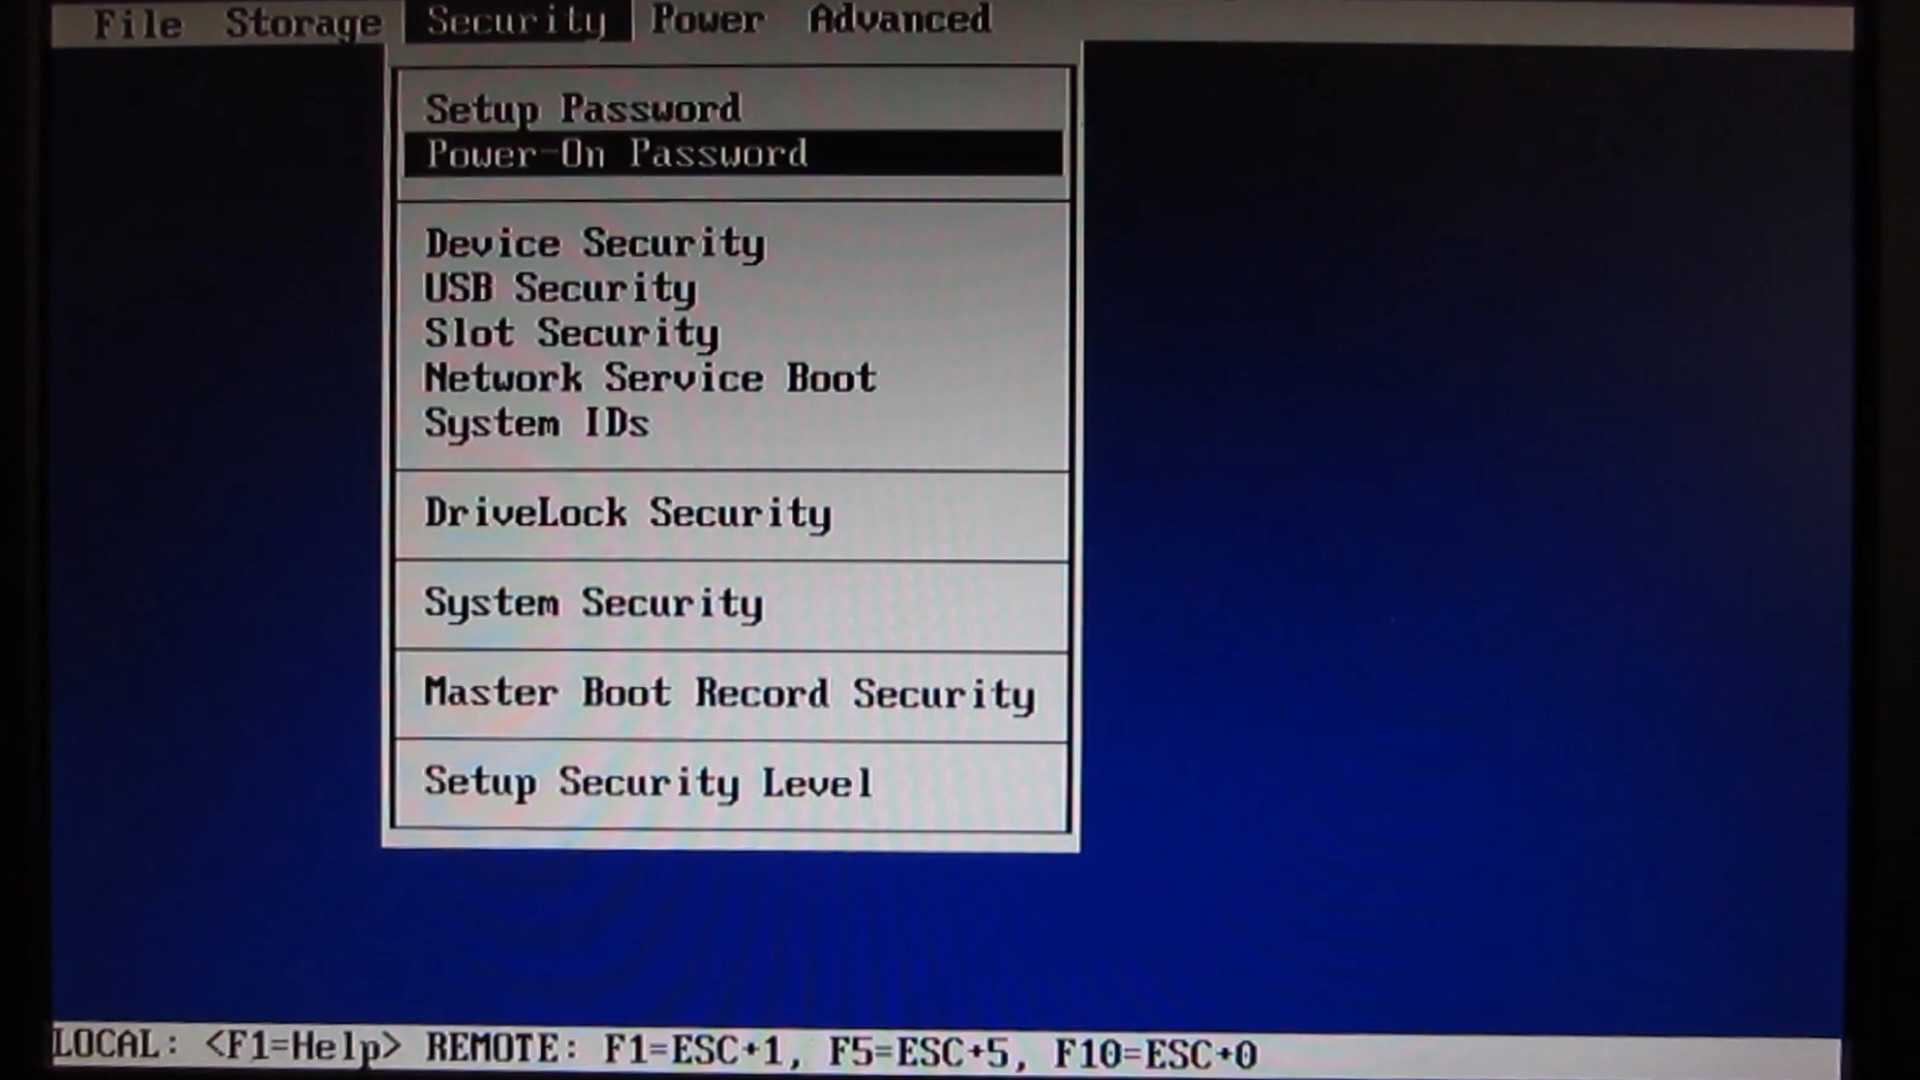 File Storage Security Power Advanced
Setup Password
Power-On Password
Device Security
USB Security
Slot Security
Network Service Boot
System IDs
DriveLock Security
System Security
Master Boot Record Security
Setup Security Level
LOCAL: <F1=Help> REMOTE: F1=ESC+1, F5=ESC+5, F10=ESC+0